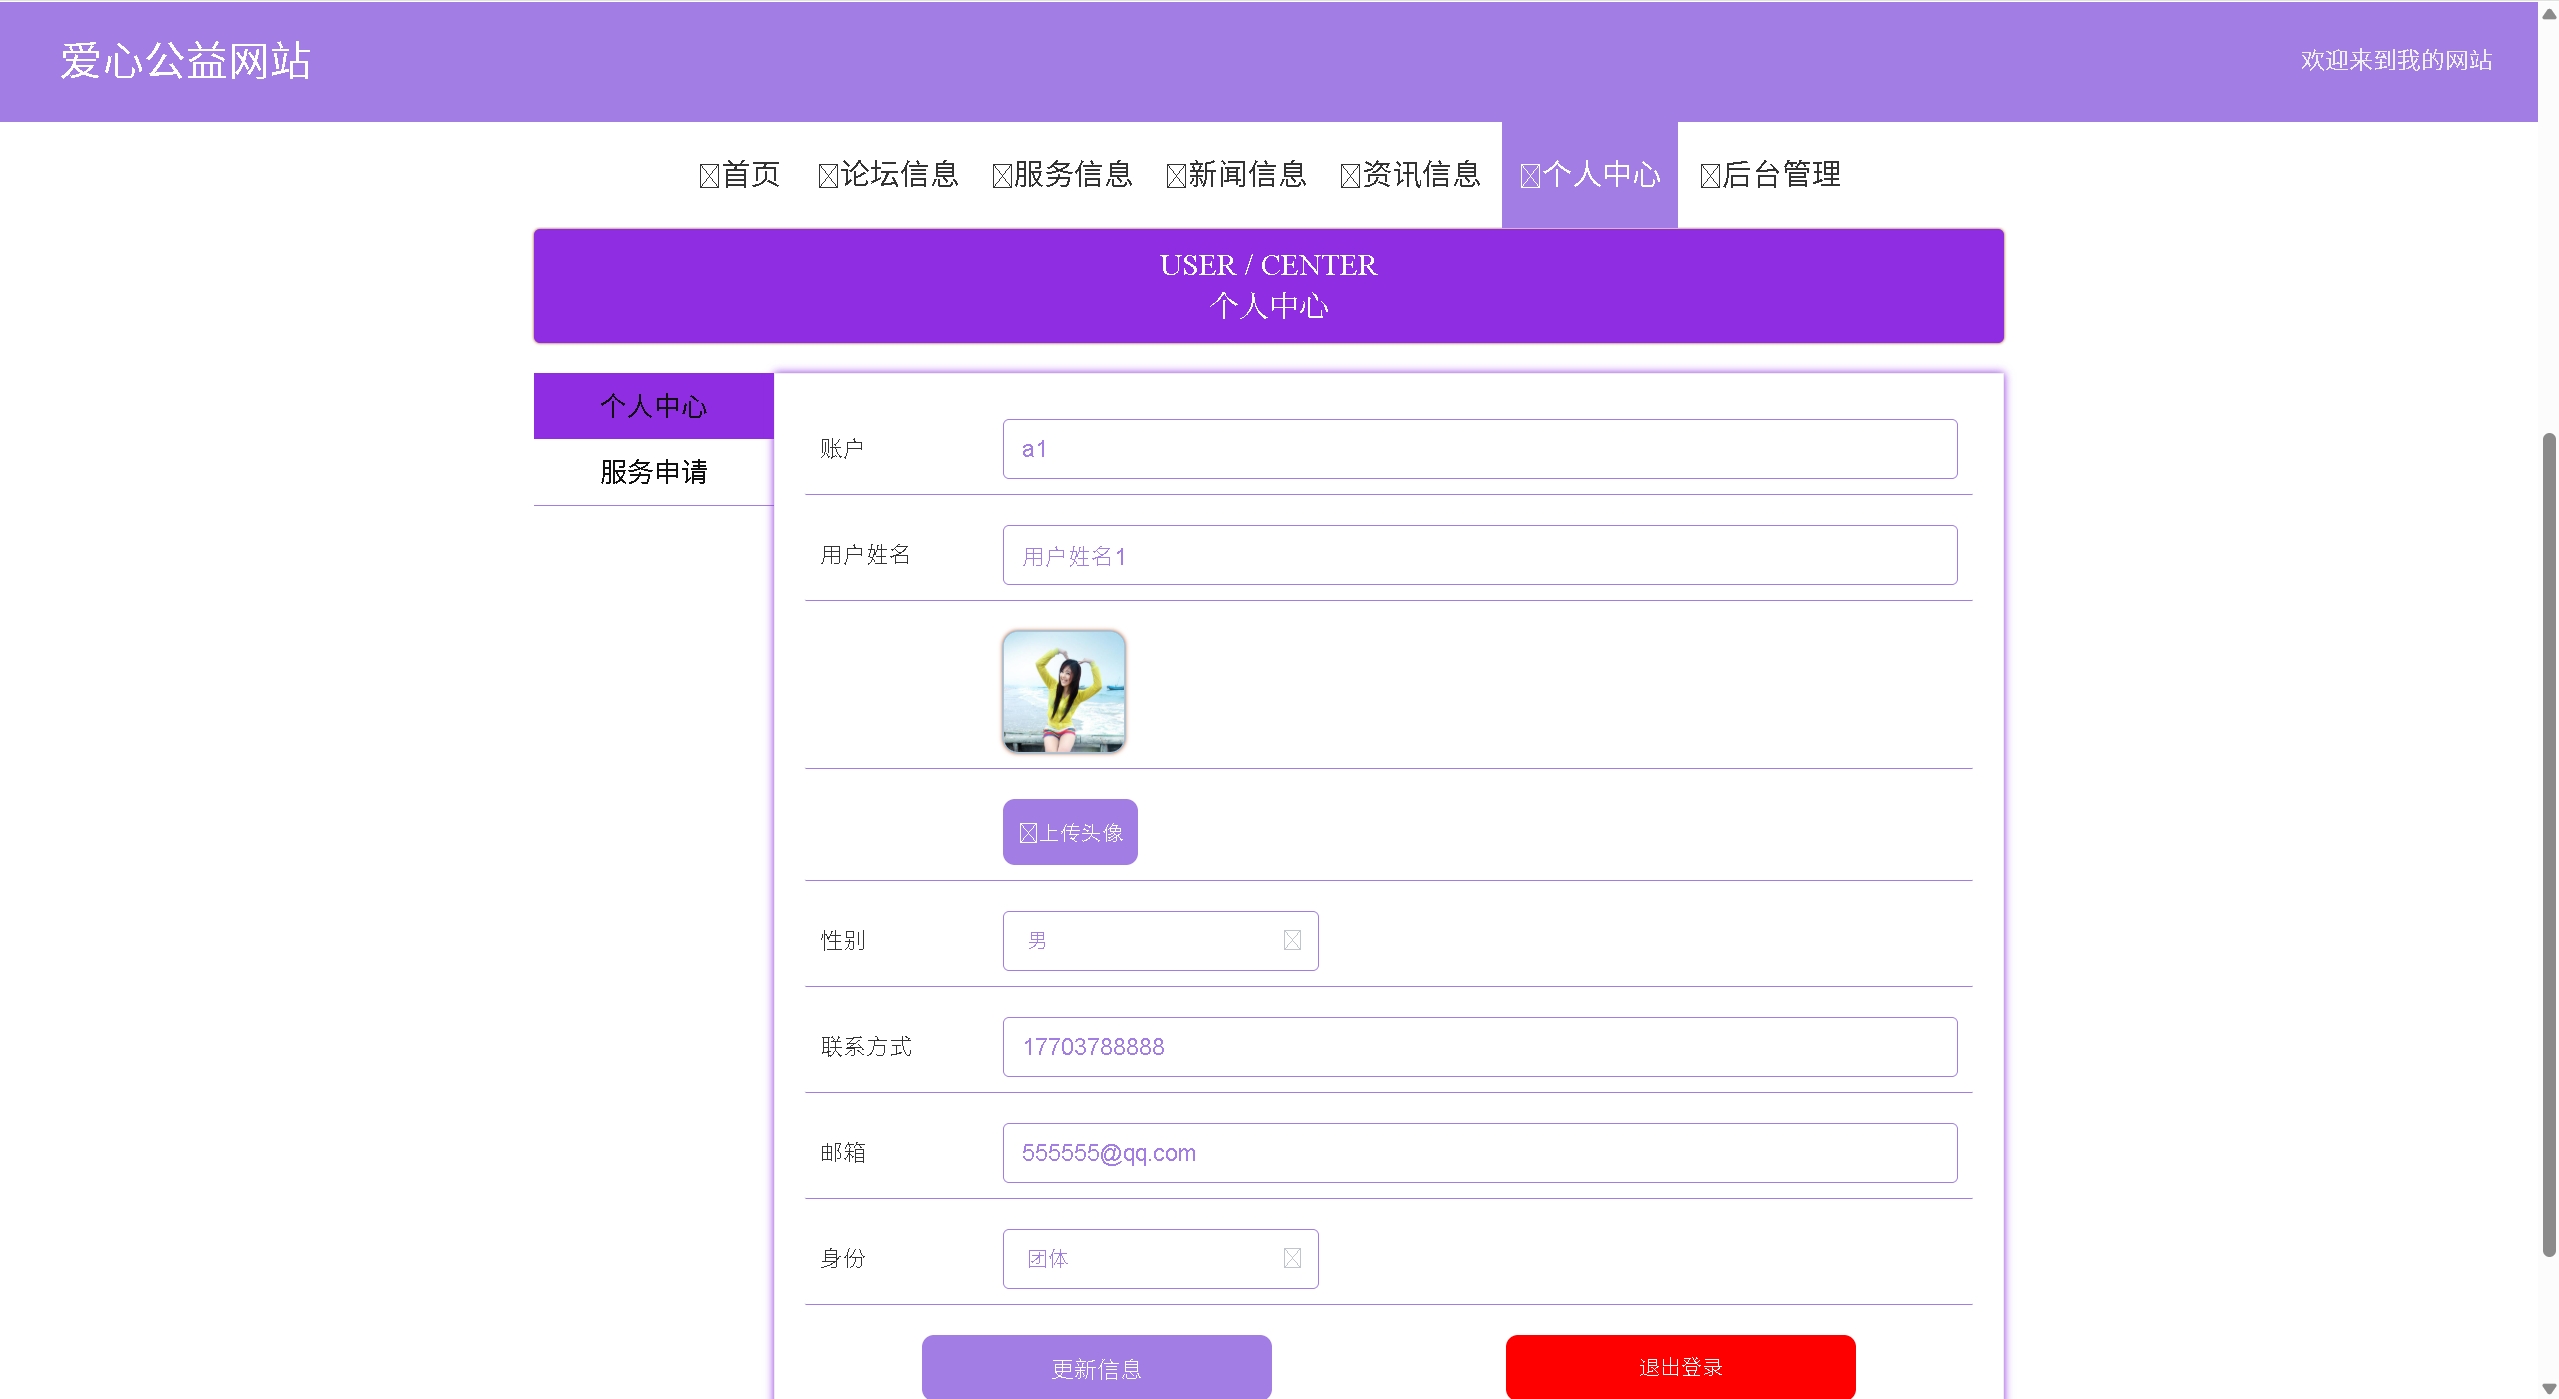 爱心公益网站
欢迎来到我的网站
首页 论坛信息 服务信息 新闻信息 资讯信息 个人中心 后台管理
USER / CENTER
个人中心
个人中心
服务申请
账户 a1
用户姓名 用户姓名1
上传头像
性别 男
联系方式 17703788888
邮箱 555555@qq.com
身份 团体
更新信息 退出登录